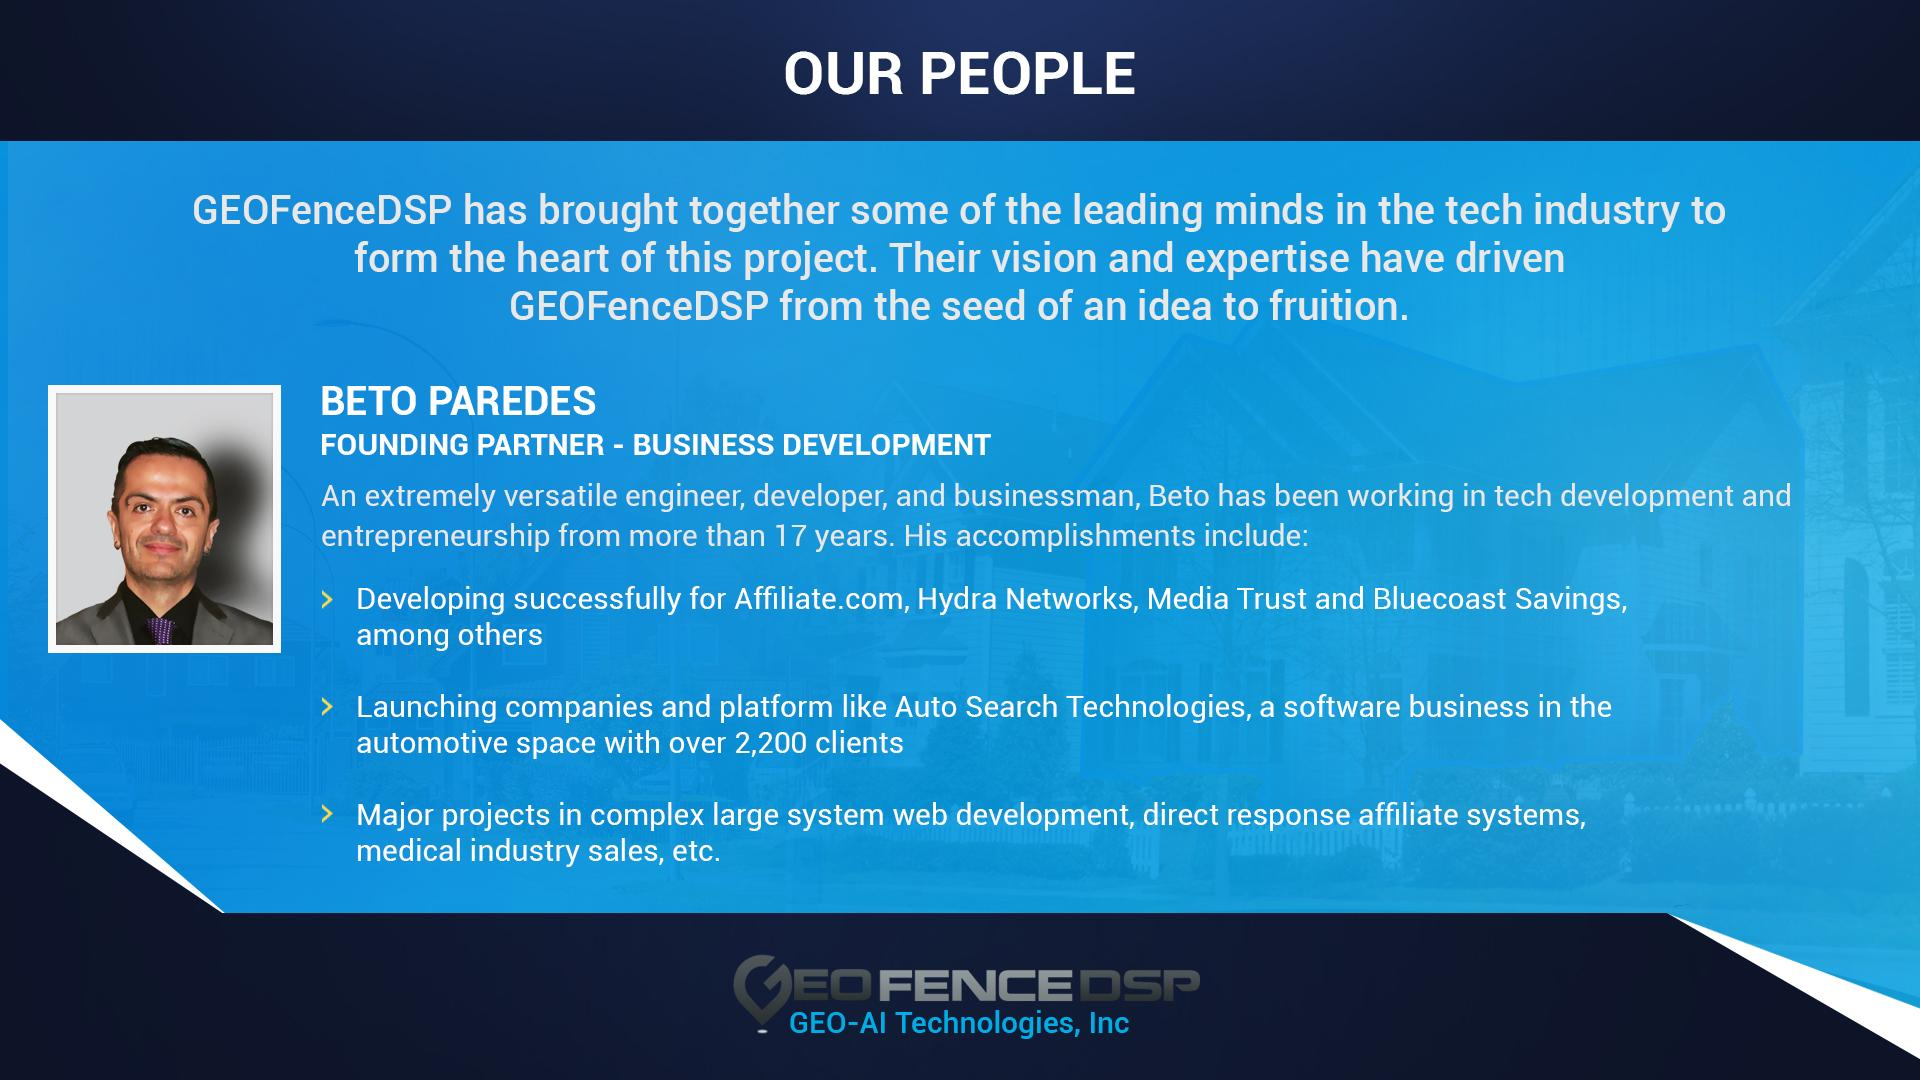 OUR PEOPLE
GEOFenceDSP has brought together some of the leading minds in the tech industry to
form the heart of this project. Their vision and expertise have driven
GEOFenceDSP from the seed of an idea to fruition.
BETO PAREDES
FOUNDING PARTNER - BUSINESS DEVELOPMENT
An extremely versatile engineer, developer, and businessman, Beto has been working in tech development and
entrepreneurship from more than 17 years. His accomplishments include:
Developing successfully for Affiliate.com, Hydra Networks, Media Trust and Bluecoast Savings,
among others
Launching companies and platform like Auto Search Technologies, a software business in the
automotive space with over 2,200 clients
Major projects in complex large system web development, direct response affiliate systems,
medical industry sales, etc.
GEOFENCEDSP
GEO-AI Technologies, Inc